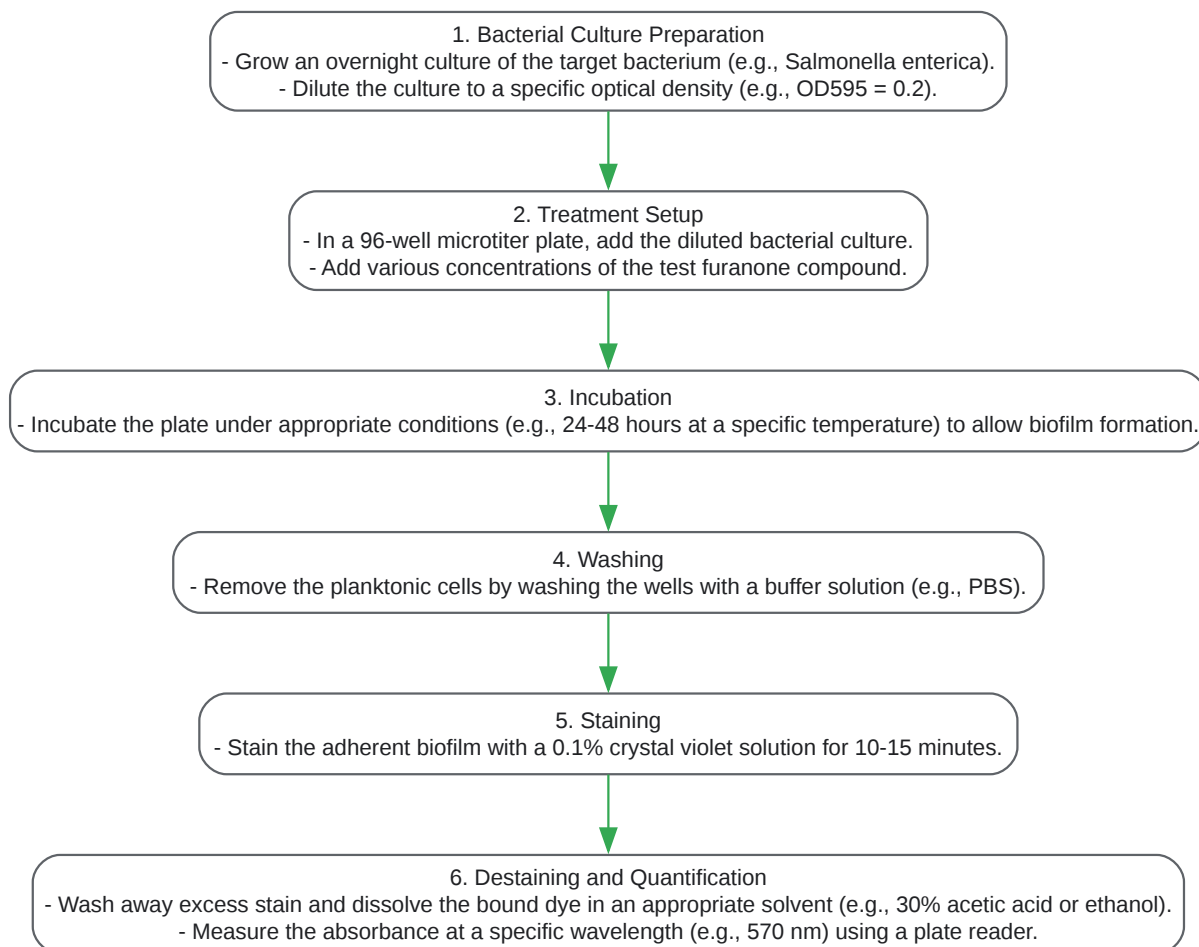 1. Bacterial Culture Preparation
- Grow an overnight culture of the target bacterium (e.g., Salmonella enterica).
- Dilute the culture to a specific optical density (e.g., OD595 = 0.2).
2. Treatment Setup
- In a 96-well microtiter plate, add the diluted bacterial culture.
- Add various concentrations of the test furanone compound.
3. Incubation
- Incubate the plate under appropriate conditions (e.g., 24-48 hours at a specific temperature) to allow biofilm formation.
4. Washing
- Remove the planktonic cells by washing the wells with a buffer solution (e.g., PBS).
5. Staining
- Stain the adherent biofilm with a 0.1% crystal violet solution for 10-15 minutes.
6. Destaining and Quantification
- Wash away excess stain and dissolve the bound dye in an appropriate solvent (e.g., 30% acetic acid or ethanol).
- Measure the absorbance at a specific wavelength (e.g., 570 nm) using a plate reader.